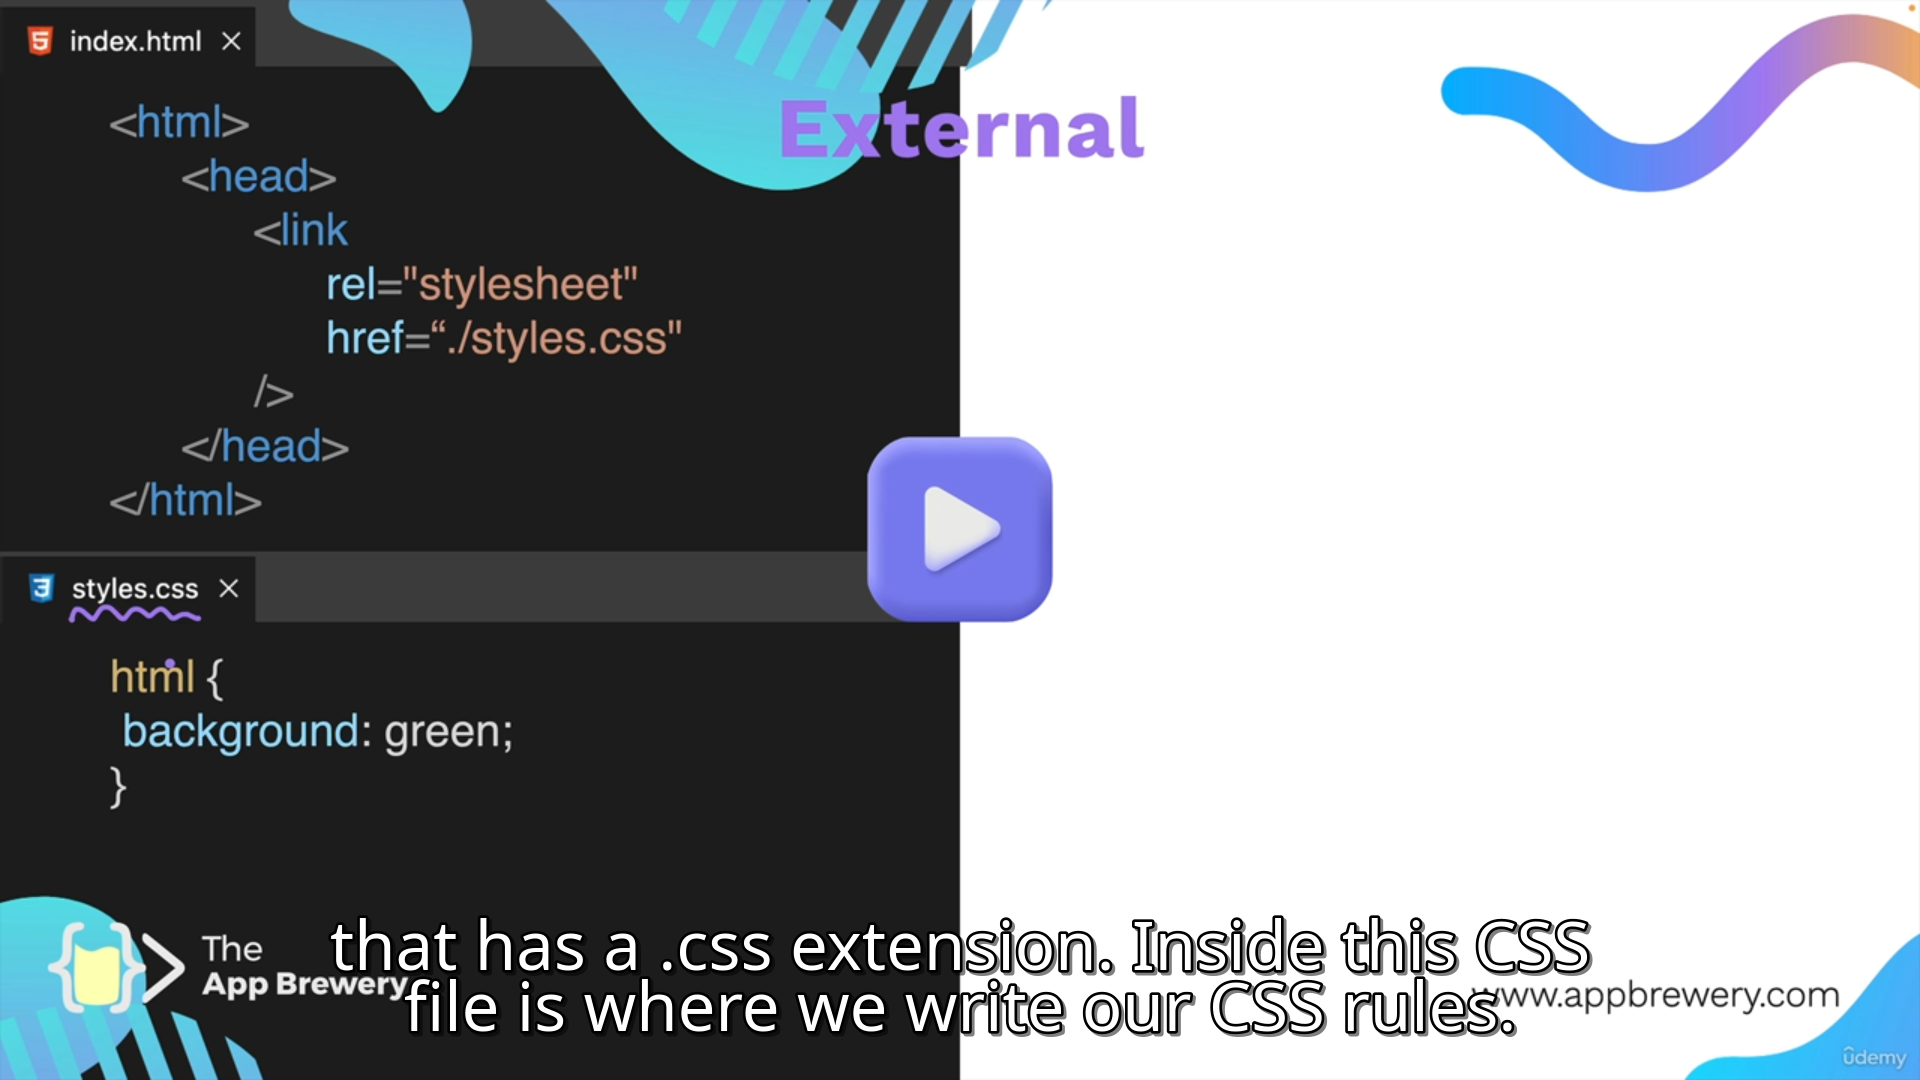 index.html
External
<html>
<head>
<link
rel="stylesheet"
href=“./styles.css"
/>
</head>
</html>
styles.css
html {
background: green;
}
The
App Brewery
that has a .css extension. Inside this CSS
file is where we write our CSS rules.
www.appbrewery.com
ûdemy